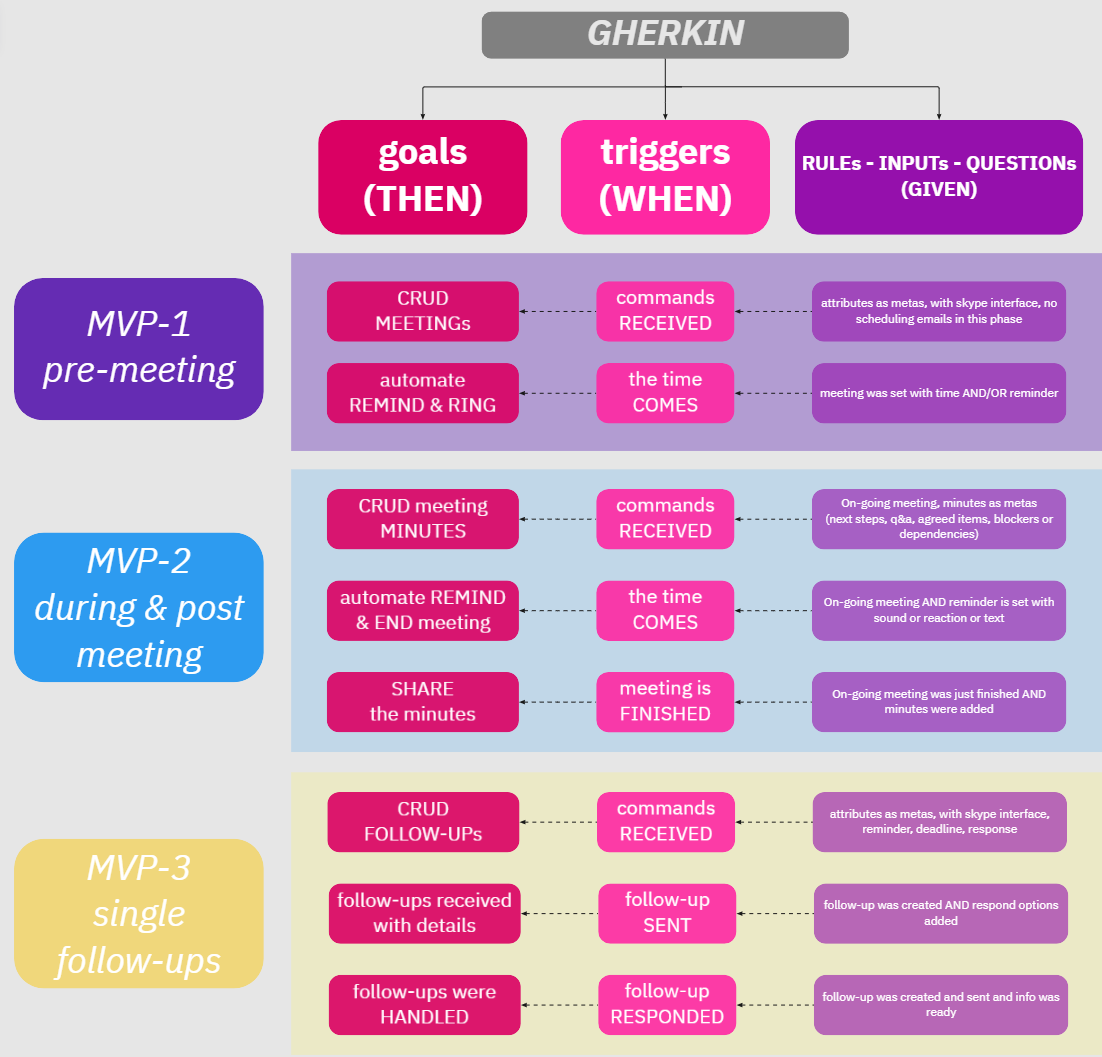 GHERKIN
goals
(THEN)
triggers
(WHEN)
RULEs - INPUTs - QUESTIONs
(GIVEN)
MVP-1
pre-meeting
CRUD
MEETINGs
commands
RECEIVED
attributes as metas, with skype interface, no
scheduling emails in this phase
automate
REMIND & RING
the time
COMES
meeting was set with time AND/OR reminder
MVP-2
during & post
meeting
CRUD meeting
MINUTES
commands
RECEIVED
On-going meeting, minutes as metas
(next steps, q&a, agreed items, blockers or
dependencies)
automate REMIND
& END meeting
the time
COMES
On-going meeting AND reminder is set with
sound or reaction or text
SHARE
the minutes
meeting is
FINISHED
On-going meeting was just finished AND
minutes were added
MVP-3
single
follow-ups
CRUD
FOLLOW-UPs
commands
RECEIVED
attributes as metas, with skype interface,
reminder, deadline, response
follow-ups received
with details
follow-up
SENT
follow-up was created AND respond options
added
follow-ups were
HANDLED
follow-up
RESPONDED
follow-up was created and sent and info was
ready